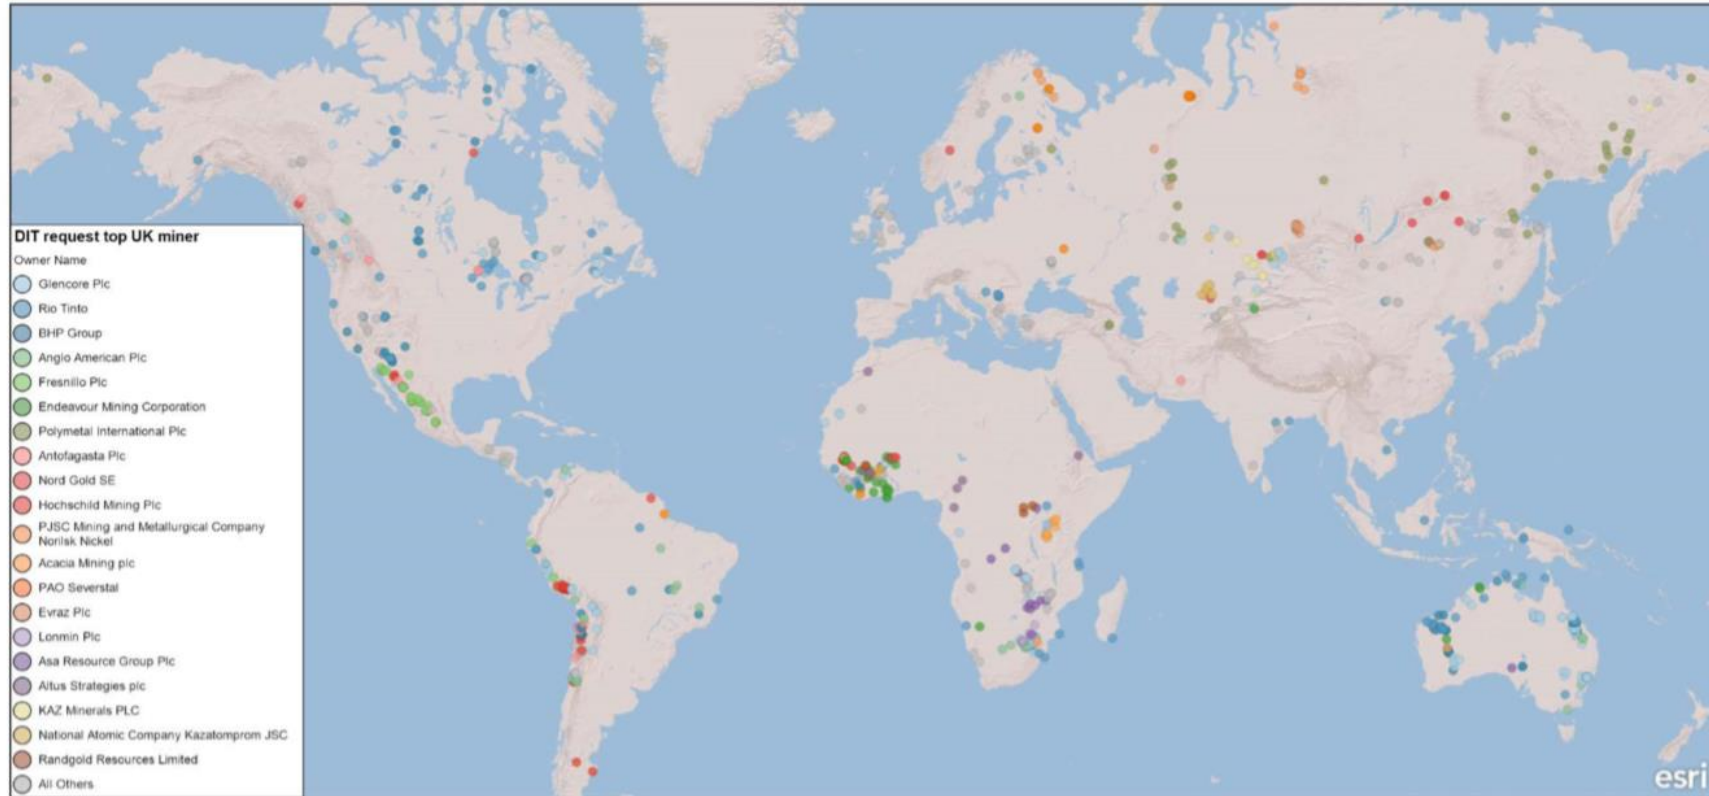 DIT request top UK miner
Owner Name
Glencore Plc
Rio Tinto
BHP Group
Anglo American Plc
Fresnillo Plc
Endeavour Mining Corporation
Polymetal International Plc
Antofagasta Plc
Nord Gold SE
Hochschild Mining Plc
PJSC Mining and Metallurgical Company
Norilsk Nickel
Acacia Mining plc
PAO Severstal
Evraz Plc
Lonmin Plc
Asa Resource Group Plc
Altus Strategies plc
KAZ Minerals PLC
National Atomic Company Kazatomprom JSC
Randgold Resources Limited
All Others
esri